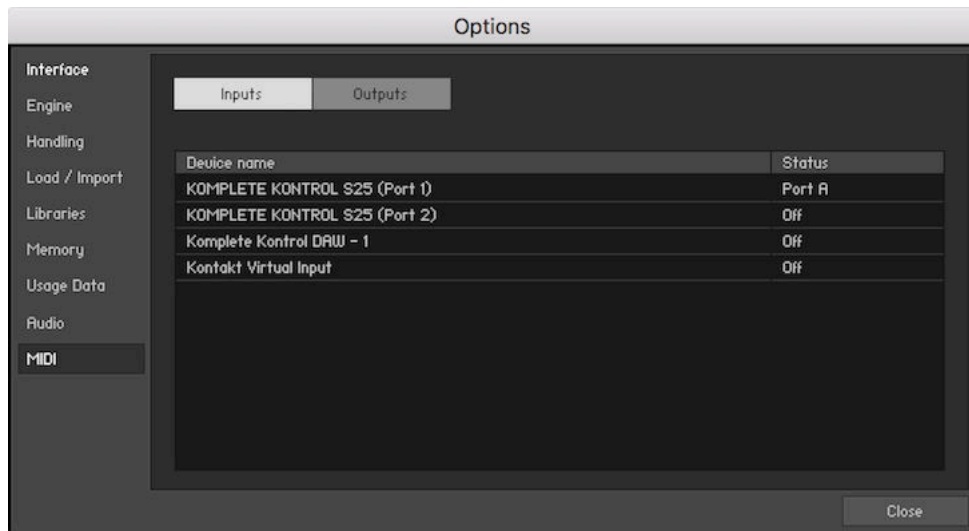 Options
Interface
Engine
Handling
Load / Import
Libraries
Memory
Usage Data
Audio
MIDI
Inputs Outputs
Device name Status
KOMPLETE KONTROL S25 (Port 1) Port A
KOMPLETE KONTROL S25 (Port 2) Off
Komplete Kontrol DAW - 1 Off
Kontakt Virtual Input Off
Close